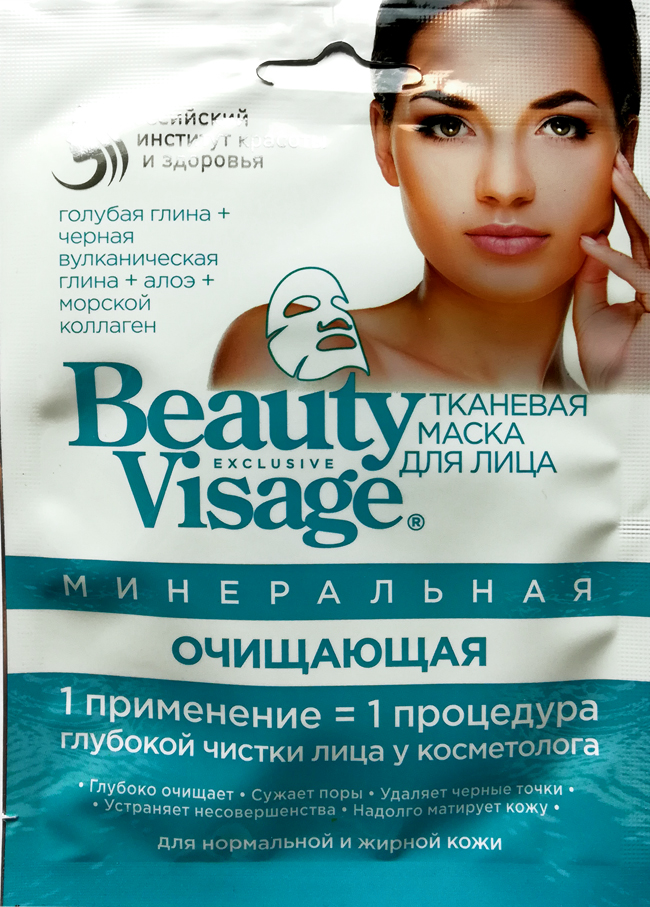 институт
и здоровья
голубая глина +
черная
вулканическая
глина + алоэ +
морской
коллаген
Beauty
EXCLUSIVE
Visage®
ТКАНЕВАЯ
МАСКА
ДЛЯ ЛИЦА
МИНЕРАЛЬНАЯ
ОЧИЩАЮЩАЯ
1 применение = 1 процедура
глубокой чистки лица у косметолога
• Глубоко очищает • Сужает поры • Удаляет черные точки •
• Устраняет несовершенства • Надолго матирует кожу •
для нормальной и жирной кожи